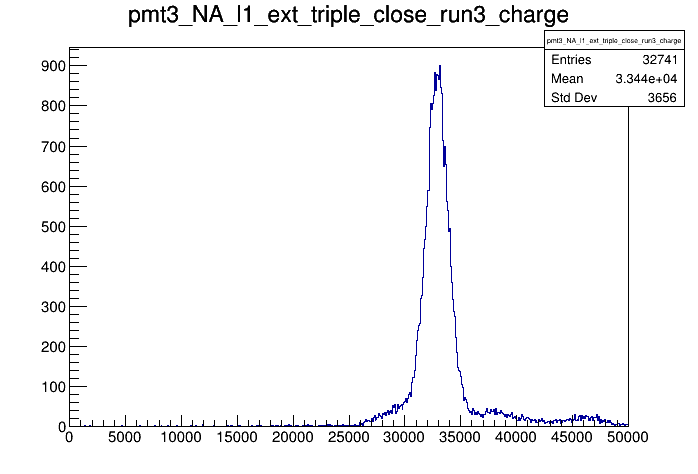 pmt3_NA_l1_ext_triple_close_run3_charge
pmt3_NA_l1_ext_triple_close_run3_charge
Entries 32741
Mean 3.344e+04
Std Dev 3656
900
800
700
600
500
400
300
200
100
0
0 5000 10000 15000 20000 25000 30000 35000 40000 45000 50000